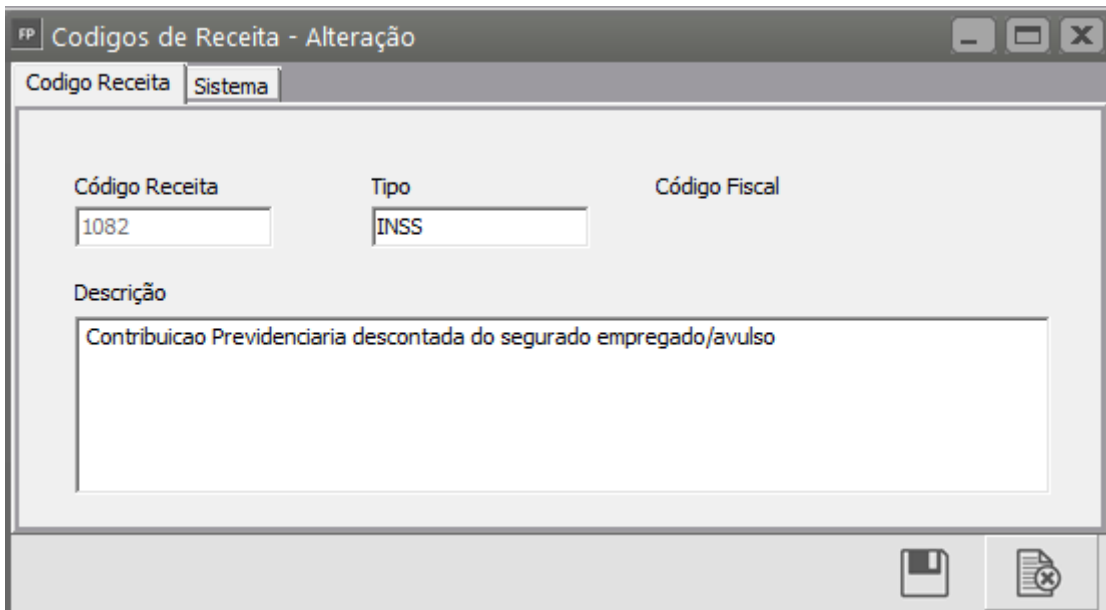 FP Codigos de Receita - Alteração
Codigo Receita Sistema
Código Receita Tipo Código Fiscal
1082 INSS
Descrição
Contribuicao Previdenciaria descontada do segurado empregado/avulso